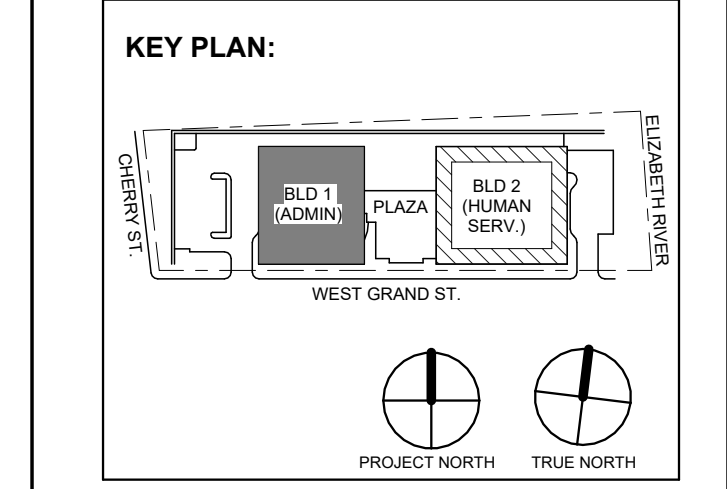 KEY PLAN:
CHERRY ST.
BLD 1
(ADMIN)
PLAZA
BLD 2
(HUMAN
SERV.)
ELIZABETH RIVER
WEST GRAND ST.
PROJECT NORTH
TRUE NORTH